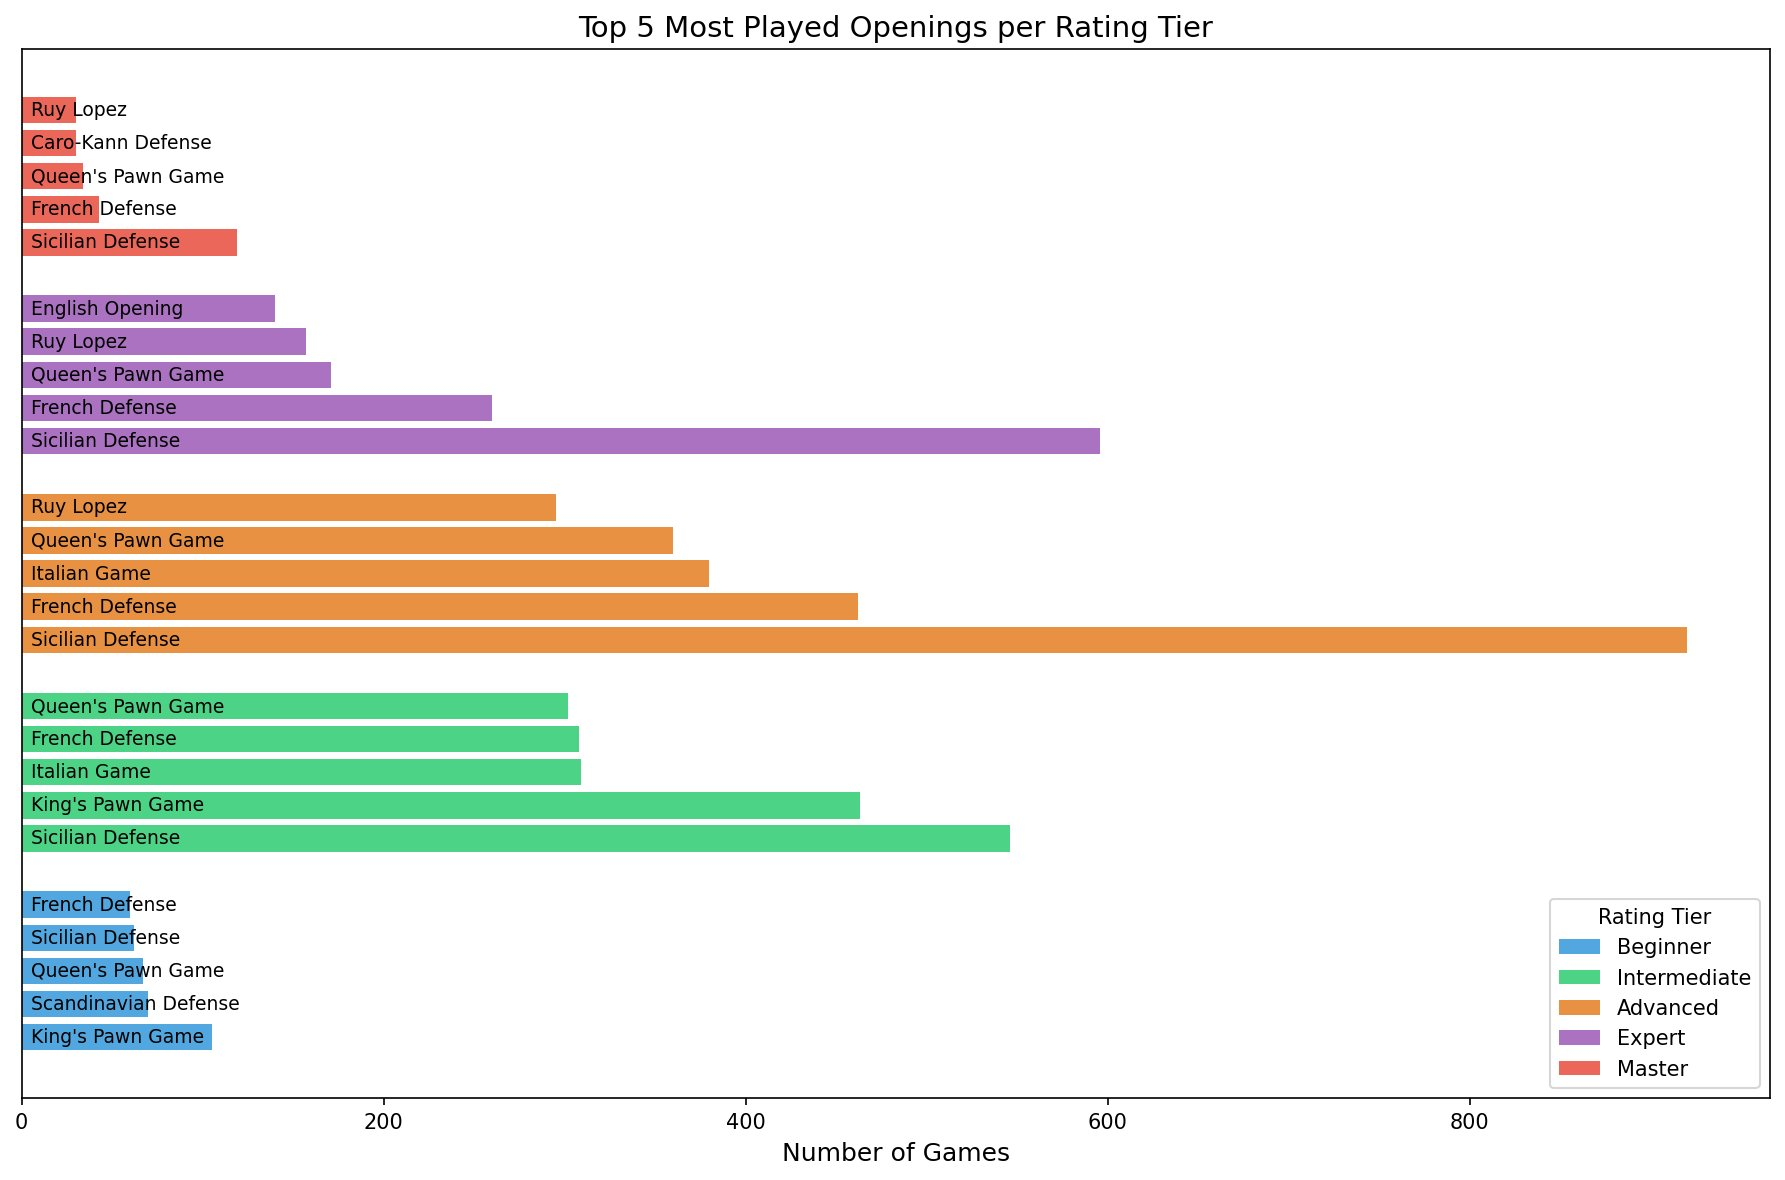 Top 5 Most Played Openings per Rating Tier
Ruy Lopez
Caro-Kann Defense
Queen's Pawn Game
French Defense
Sicilian Defense
English Opening
Ruy Lopez
Queen's Pawn Game
French Defense
Sicilian Defense
Ruy Lopez
Queen's Pawn Game
Italian Game
French Defense
Sicilian Defense
Queen's Pawn Game
French Defense
Italian Game
King's Pawn Game
Sicilian Defense
French Defense
Sicilian Defense
Queen's Pawn Game
Scandinavian Defense
King's Pawn Game
Rating Tier
Beginner
Intermediate
Advanced
Expert
Master
0 200 400 600 800
Number of Games